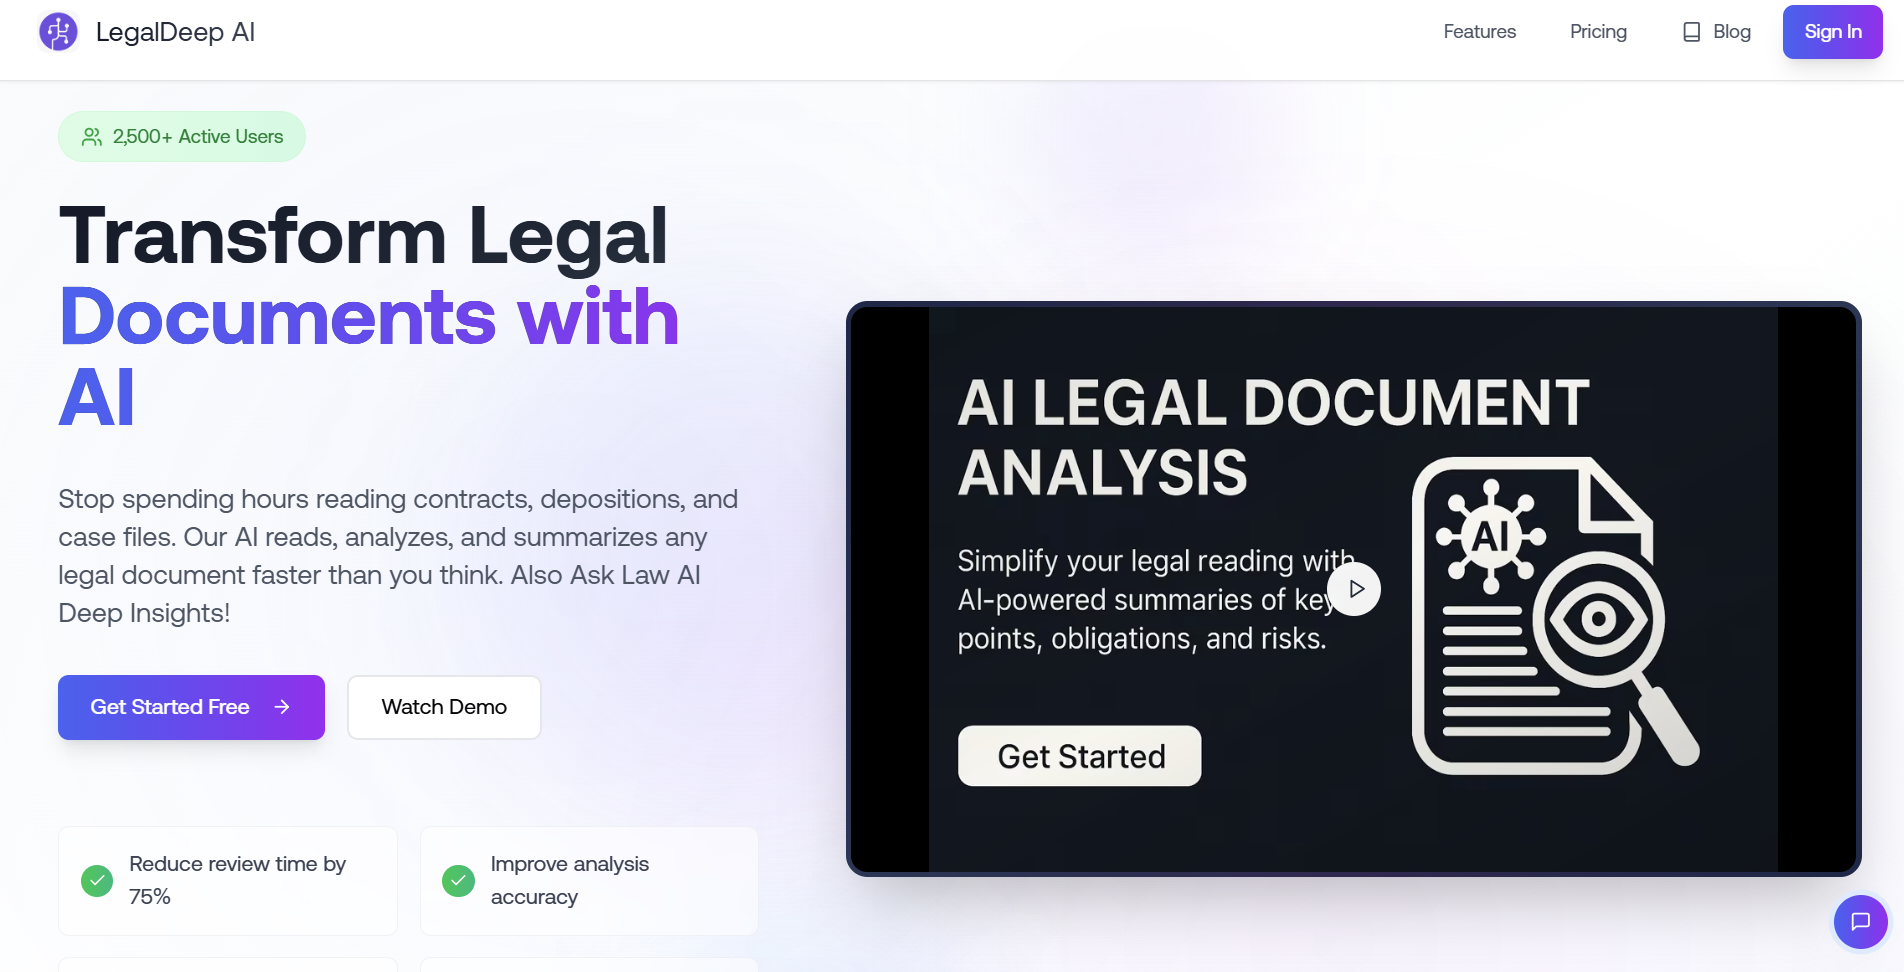 LegalDeep AI
Features
Pricing
Blog
Sign In
2,500+ Active Users
Transform Legal
Documents with
AI
Stop spending hours reading contracts, depositions, and
case files. Our AI reads, analyzes, and summarizes any
legal document faster than you think. Also Ask Law AI
Deep Insights!
Get Started Free
Watch Demo
Reduce review time by
75%
Improve analysis
accuracy
AI LEGAL DOCUMENT
ANALYSIS
AI
Simplify your legal reading with
AI-powered summaries of key
points, obligations, and risks.
Get Started